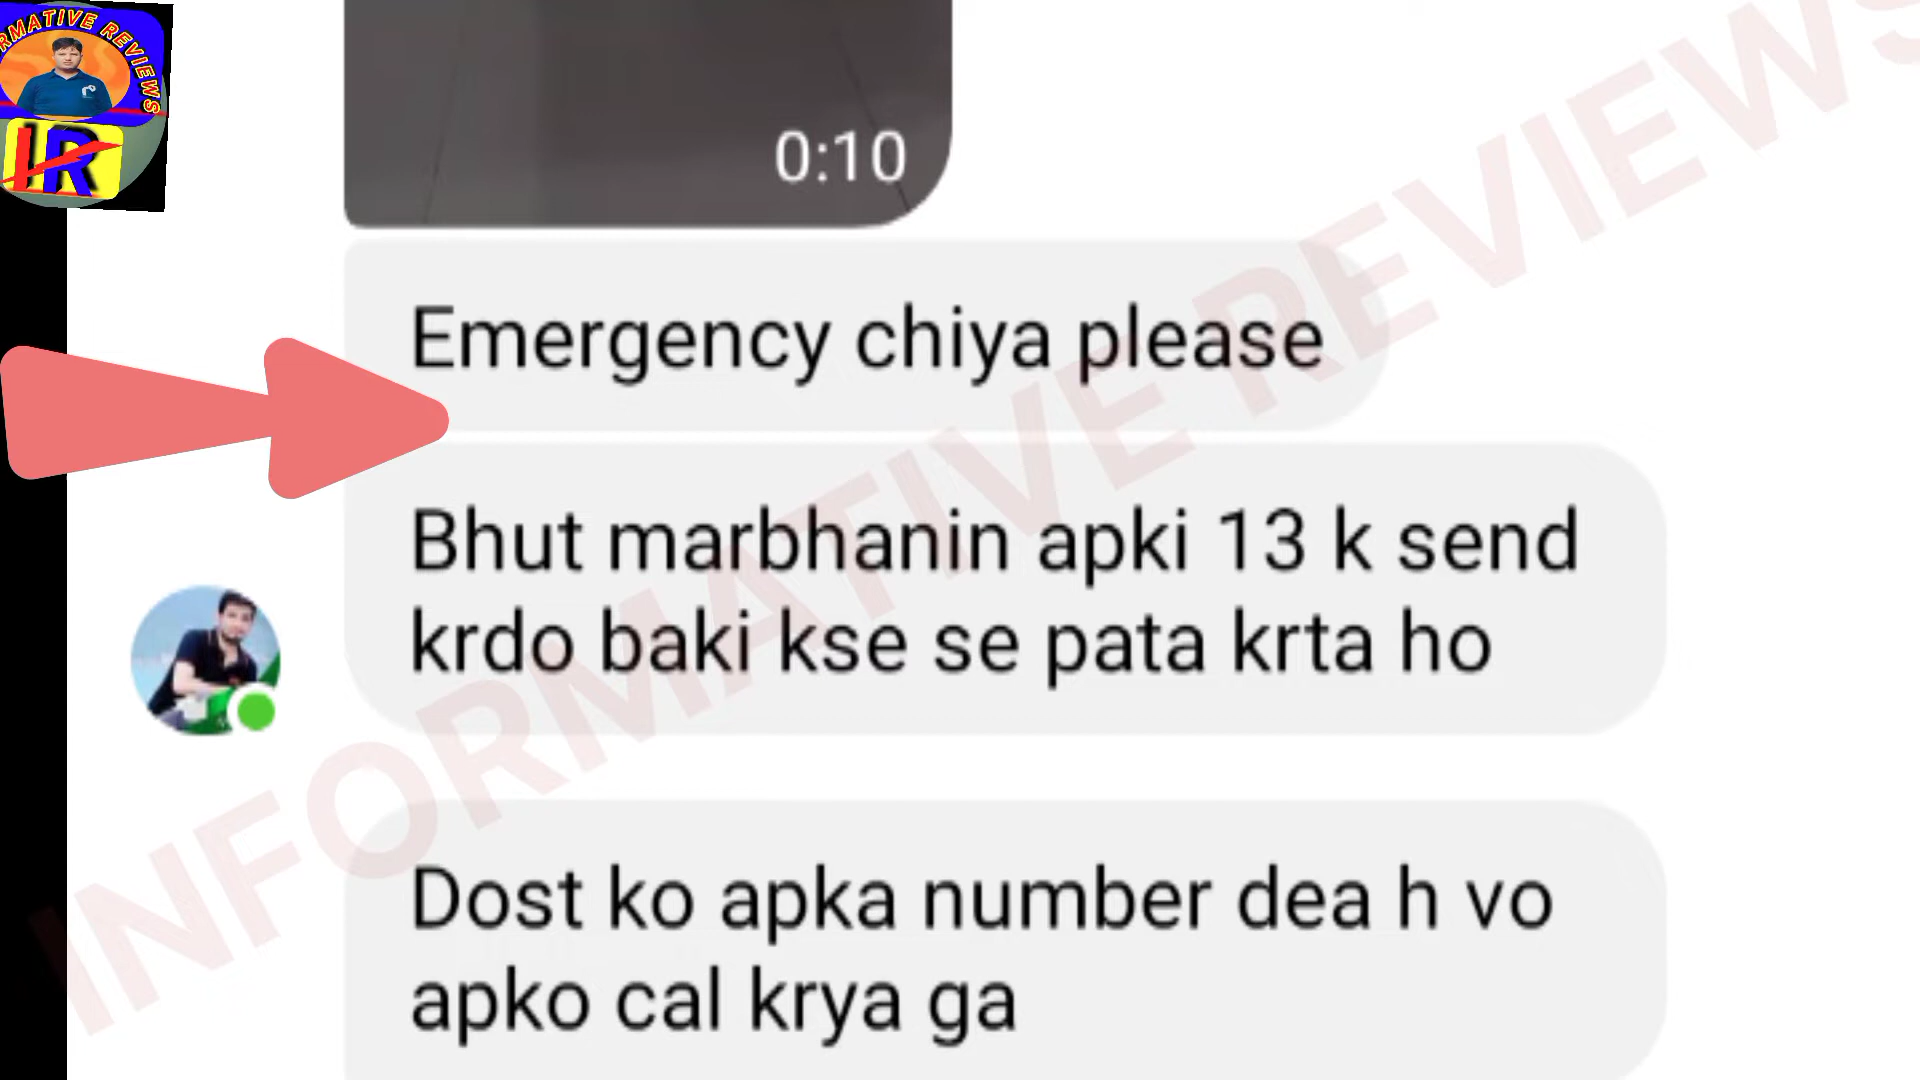 RMATIVE REVIEWS
IR
0:10
Emergency chiya please
Bhut marbhanin apki 13 k send
krdo baki kse se pata krta ho
Dost ko apka number dea h vo
apko cal krya ga
INFORMATIVE REVIEWS